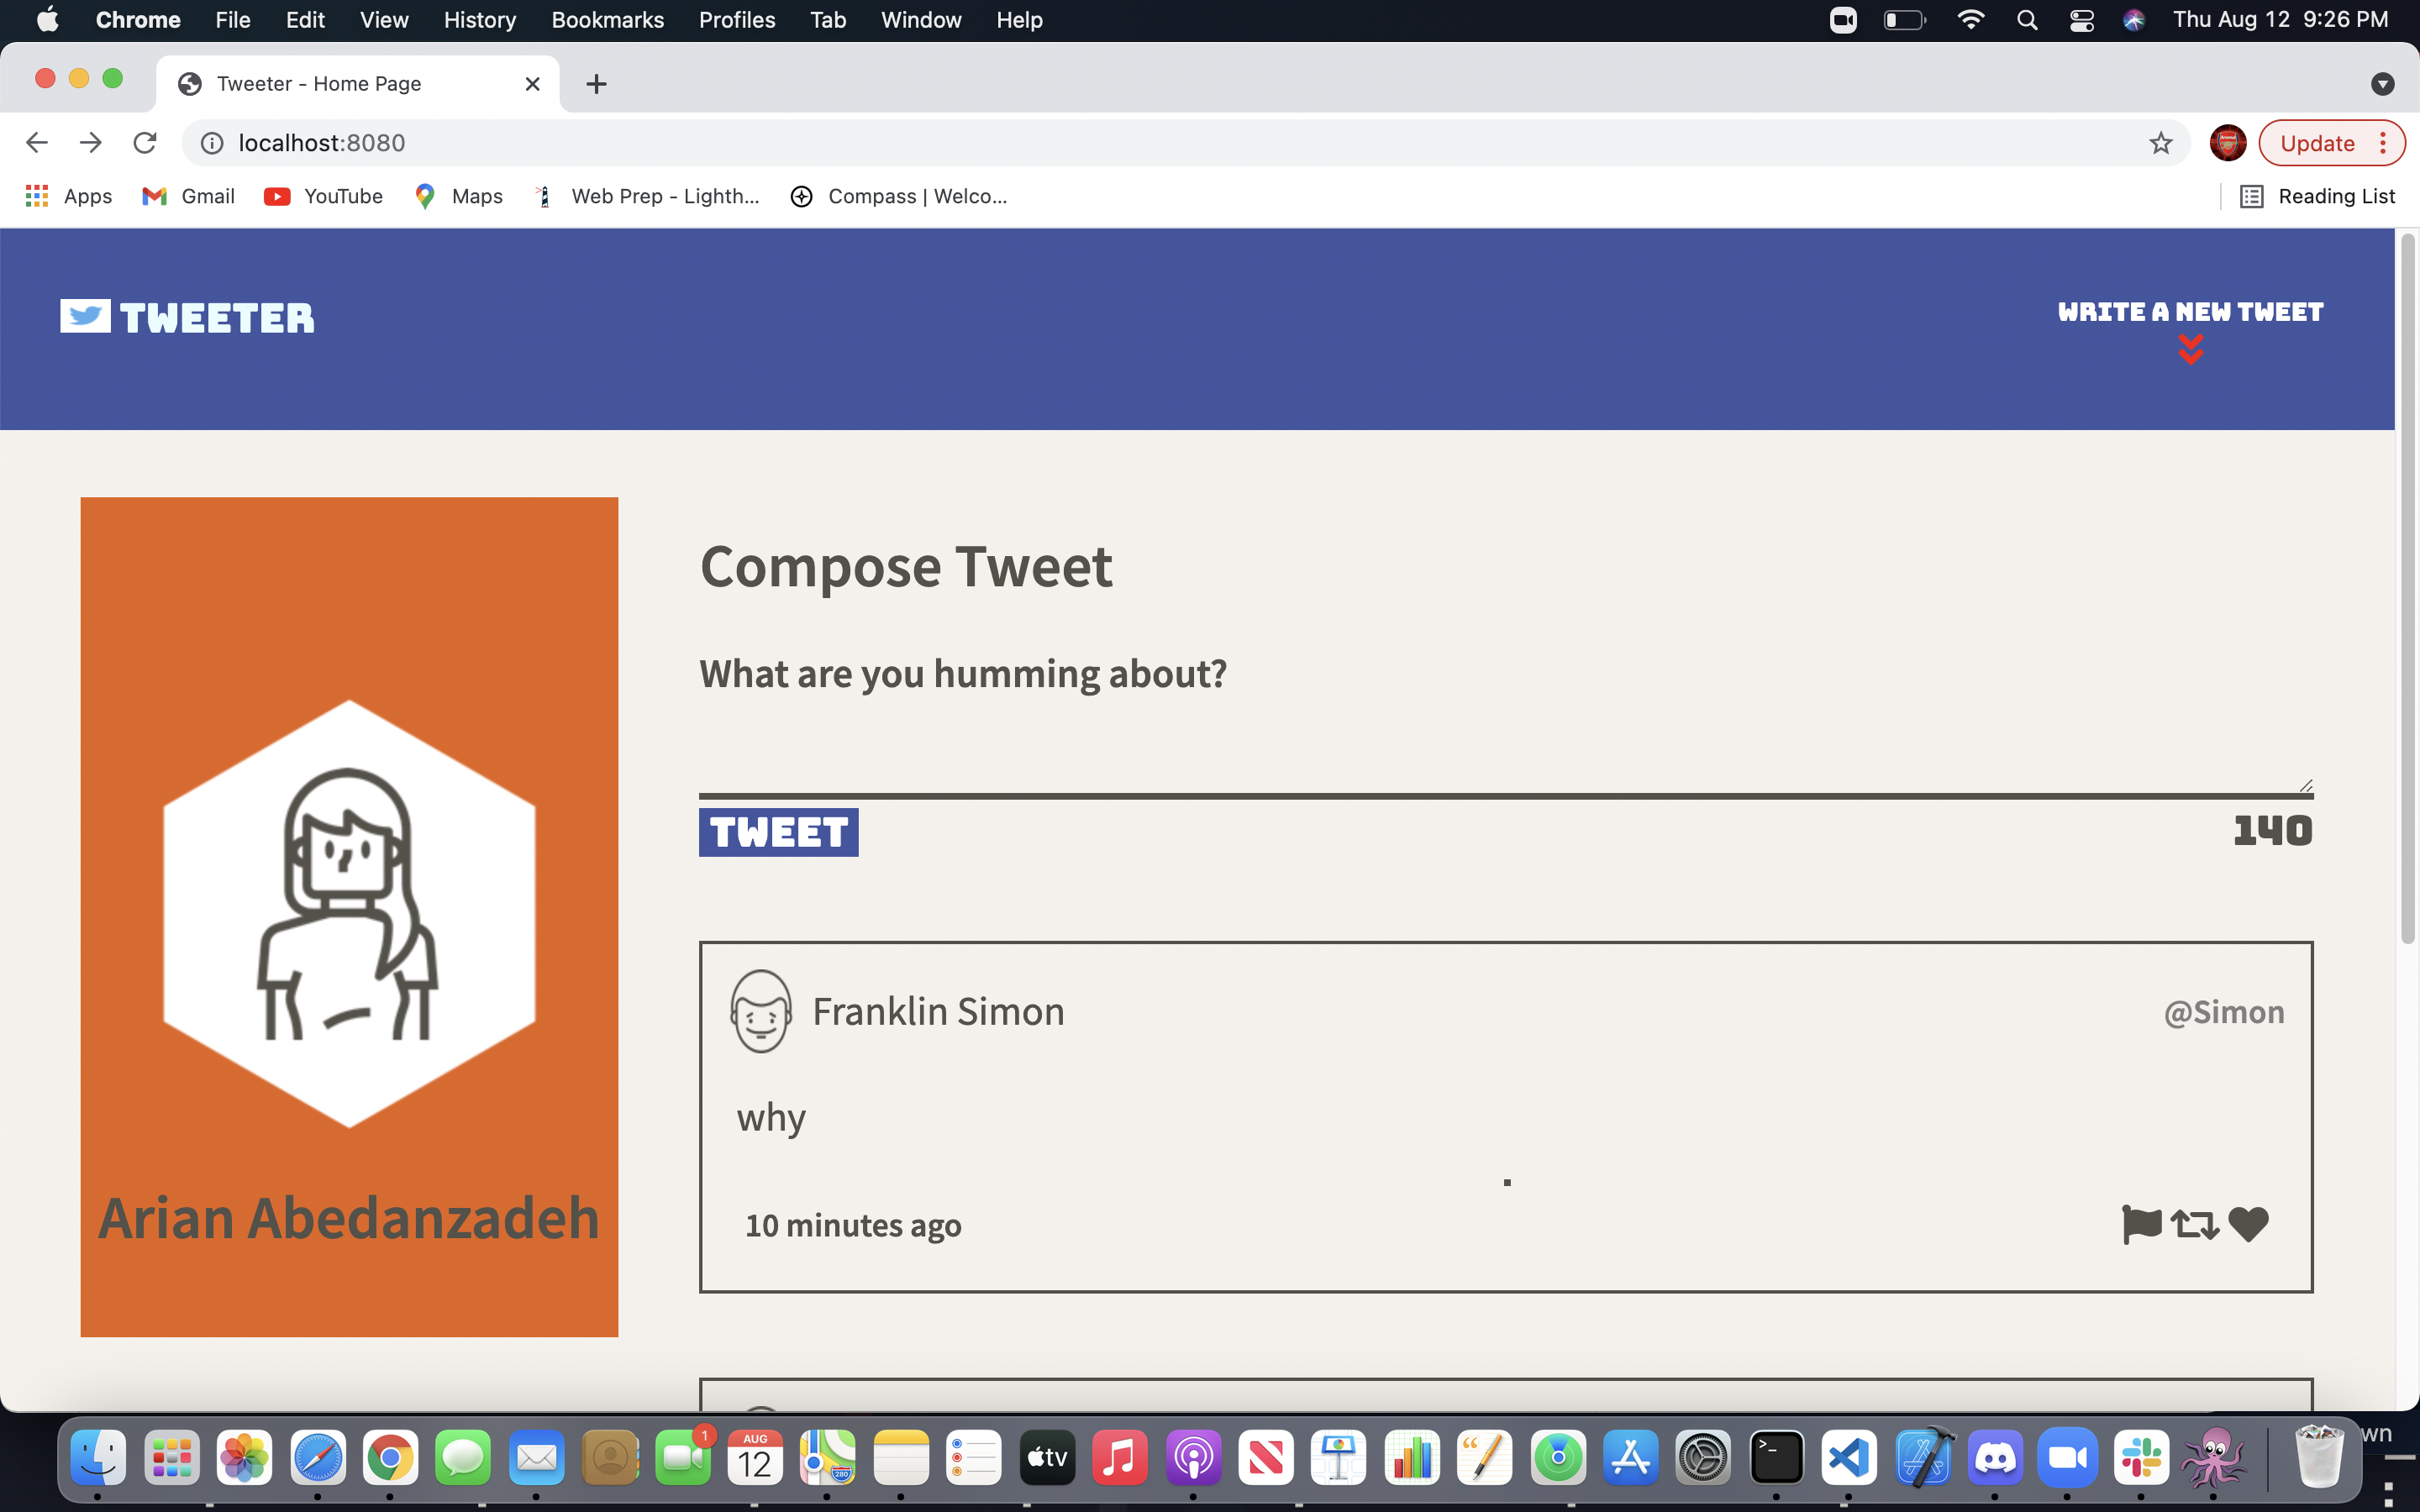 Chrome File Edit View History Bookmarks Profiles Tab Window Help Thu Aug 12 9:26 PM
Tweeter - Home Page
localhost:8080 Update
Apps Gmail YouTube Maps Web Prep - Lighth... Compass | Welco... Reading List
TWEETER
WRITE A NEW TWEET
Compose Tweet
What are you humming about?
TWEET 140
Franklin Simon @Simon
why
10 minutes ago
Arian Abedanzadeh
1
AUG
12
280
tv
wn